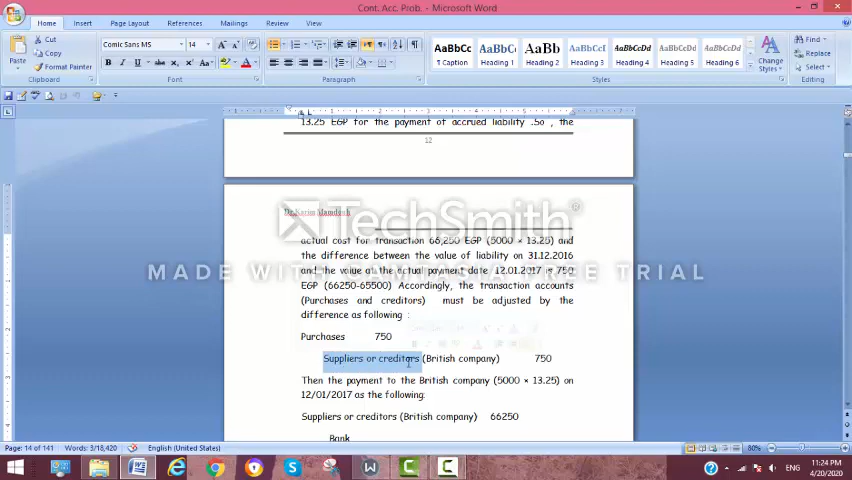 Cont. Acc. Prob. - Microsoft Word
Home Insert Page Layout References Mailings Review View
Cut
Copy
Format Painter
Paste
Clipboard
Comic Sans MS 14
Font
Paragraph
AaBbCc AaBbCc AaBb AaBbCcI AaBbCcDd AaBbCcDd AaBbCcDd
¶ Caption Heading 1 Heading 2 Heading 3 Heading 4 Heading 5 Heading 6
Change Styles
Styles
Find
Replace
Select
Editing
13.25 EGP for the payment of accrued liability .So , the
12
Dr.Karim Mamdouh
TechSmith®
actual cost for transaction 66,250 EGP (5000 × 13.25) and
the difference between the value of liability on 31.12.2016
MADE WITH CAMTASIA FREE TRIAL
and the value at the actual payment date 12.01.2017 is 750
EGP (66250-65500) Accordingly, the transaction accounts
(Purchases and creditors) must be adjusted by the
difference as following :
Purchases 750
Suppliers or creditors (British company) 750
Then the payment to the British company (5000 × 13.25) on
12/01/2017 as the following:
Suppliers or creditors (British company) 66250
Bank
Page: 14 of 141 Words: 3/18,420 English (United States) 80%
ENG
11:24 PM
4/20/2020